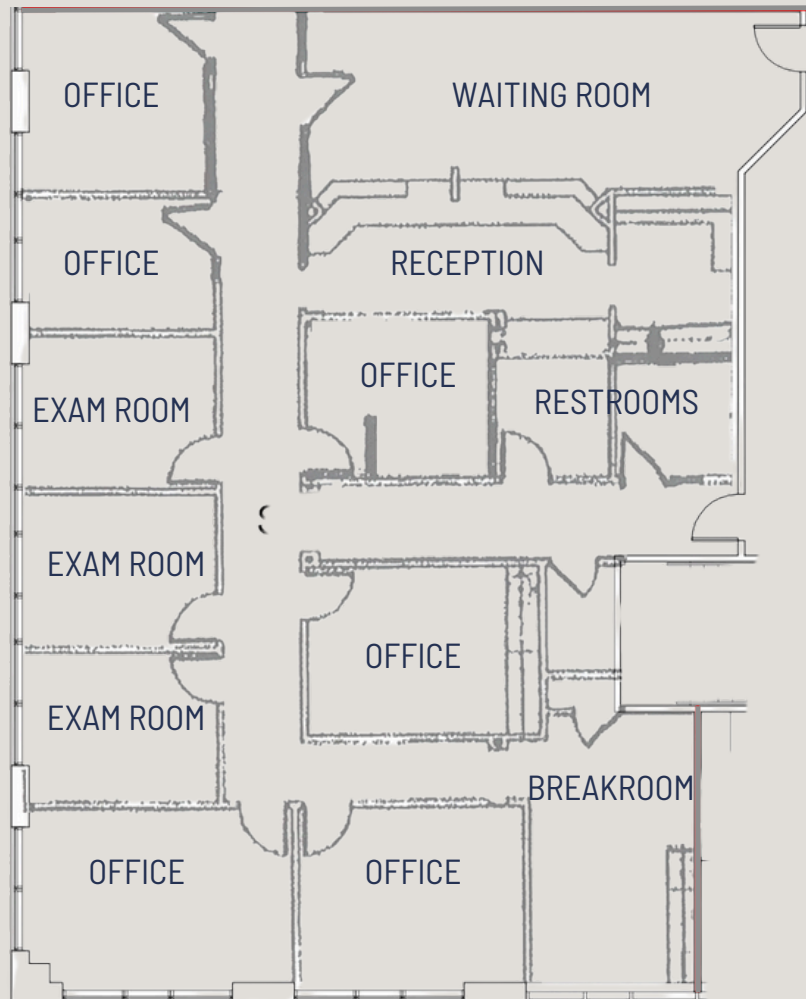 OFFICE
WAITING ROOM
OFFICE
RECEPTION
OFFICE
EXAM ROOM
RESTROOMS
EXAM ROOM
OFFICE
EXAM ROOM
BREAKROOM
OFFICE
OFFICE